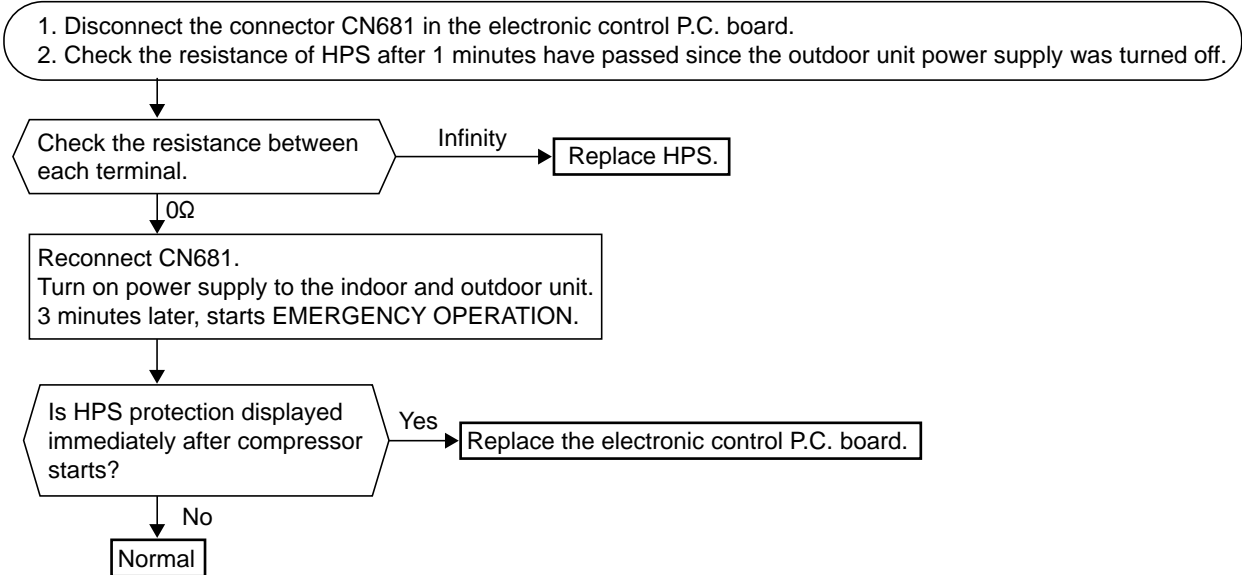 1. Disconnect the connector CN681 in the electronic control P.C. board.
2. Check the resistance of HPS after 1 minutes have passed since the outdoor unit power supply was turned off.
Check the resistance between
each terminal.
Infinity
Replace HPS.
0Ω
Reconnect CN681.
Turn on power supply to the indoor and outdoor unit.
3 minutes later, starts EMERGENCY OPERATION.
Is HPS protection displayed
immediately after compressor
starts?
Yes
Replace the electronic control P.C. board.
No
Normal